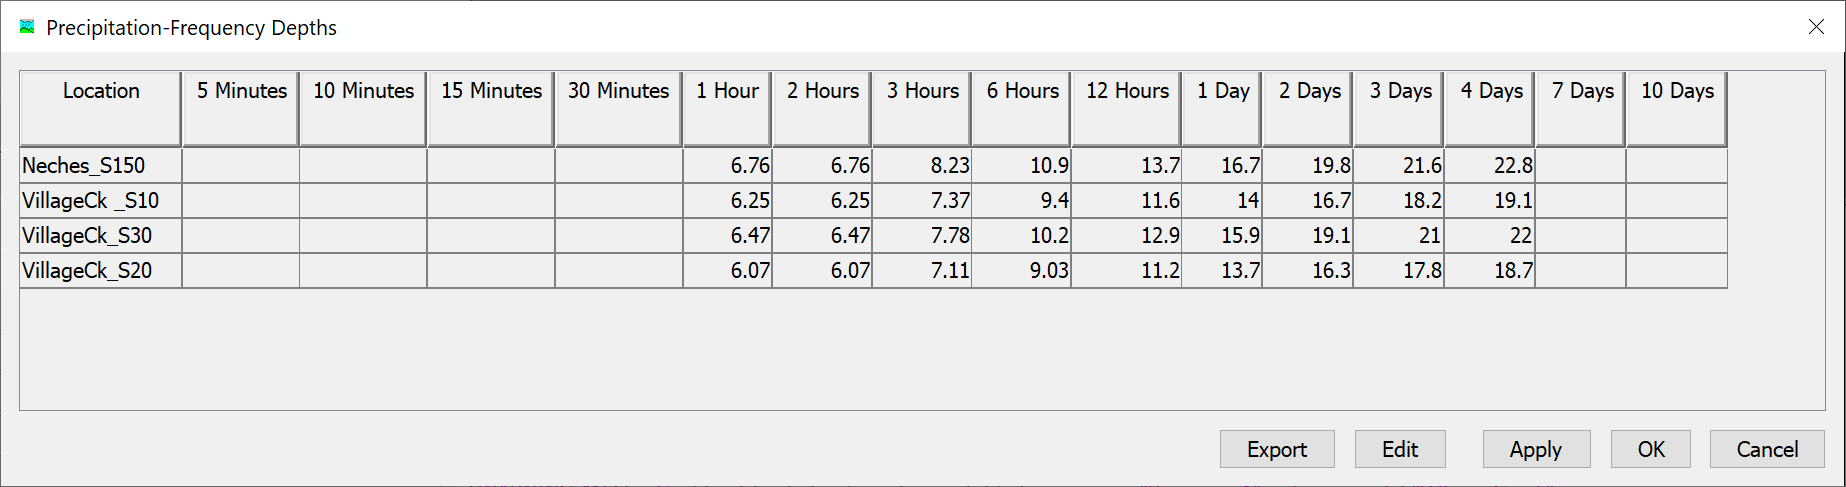 Precipitation-Frequency Depths
Location 5 Minutes 10 Minutes 15 Minutes 30 Minutes 1 Hour 2 Hours 3 Hours 6 Hours 12 Hours 1 Day 2 Days 3 Days 4 Days 7 Days 10 Days
Neches_S150 6.76 6.76 8.23 10.9 13.7 16.7 19.8 21.6 22.8
VillageCk _S10 6.25 6.25 7.37 9.4 11.6 14 16.7 18.2 19.1
VillageCk_S30 6.47 6.47 7.78 10.2 12.9 15.9 19.1 21 22
VillageCk_S20 6.07 6.07 7.11 9.03 11.2 13.7 16.3 17.8 18.7
Export Edit Apply OK Cancel